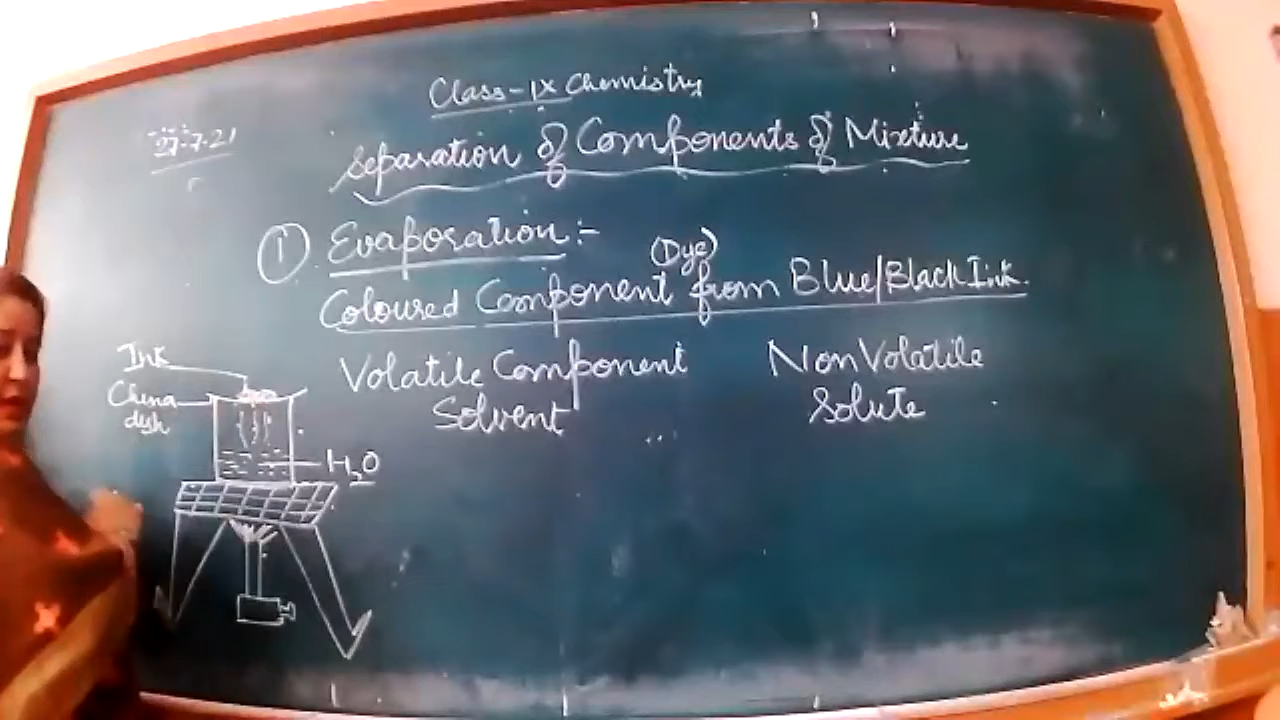 Class-IX Chemistry
27-7-21
Separation of Components of Mixture
1 Evaporation :-
(Dye)
Coloured Component from Blue/Black Ink.
Volatile Component
Solvent
Non Volatile
Solute
Ink
China
dish
H2O